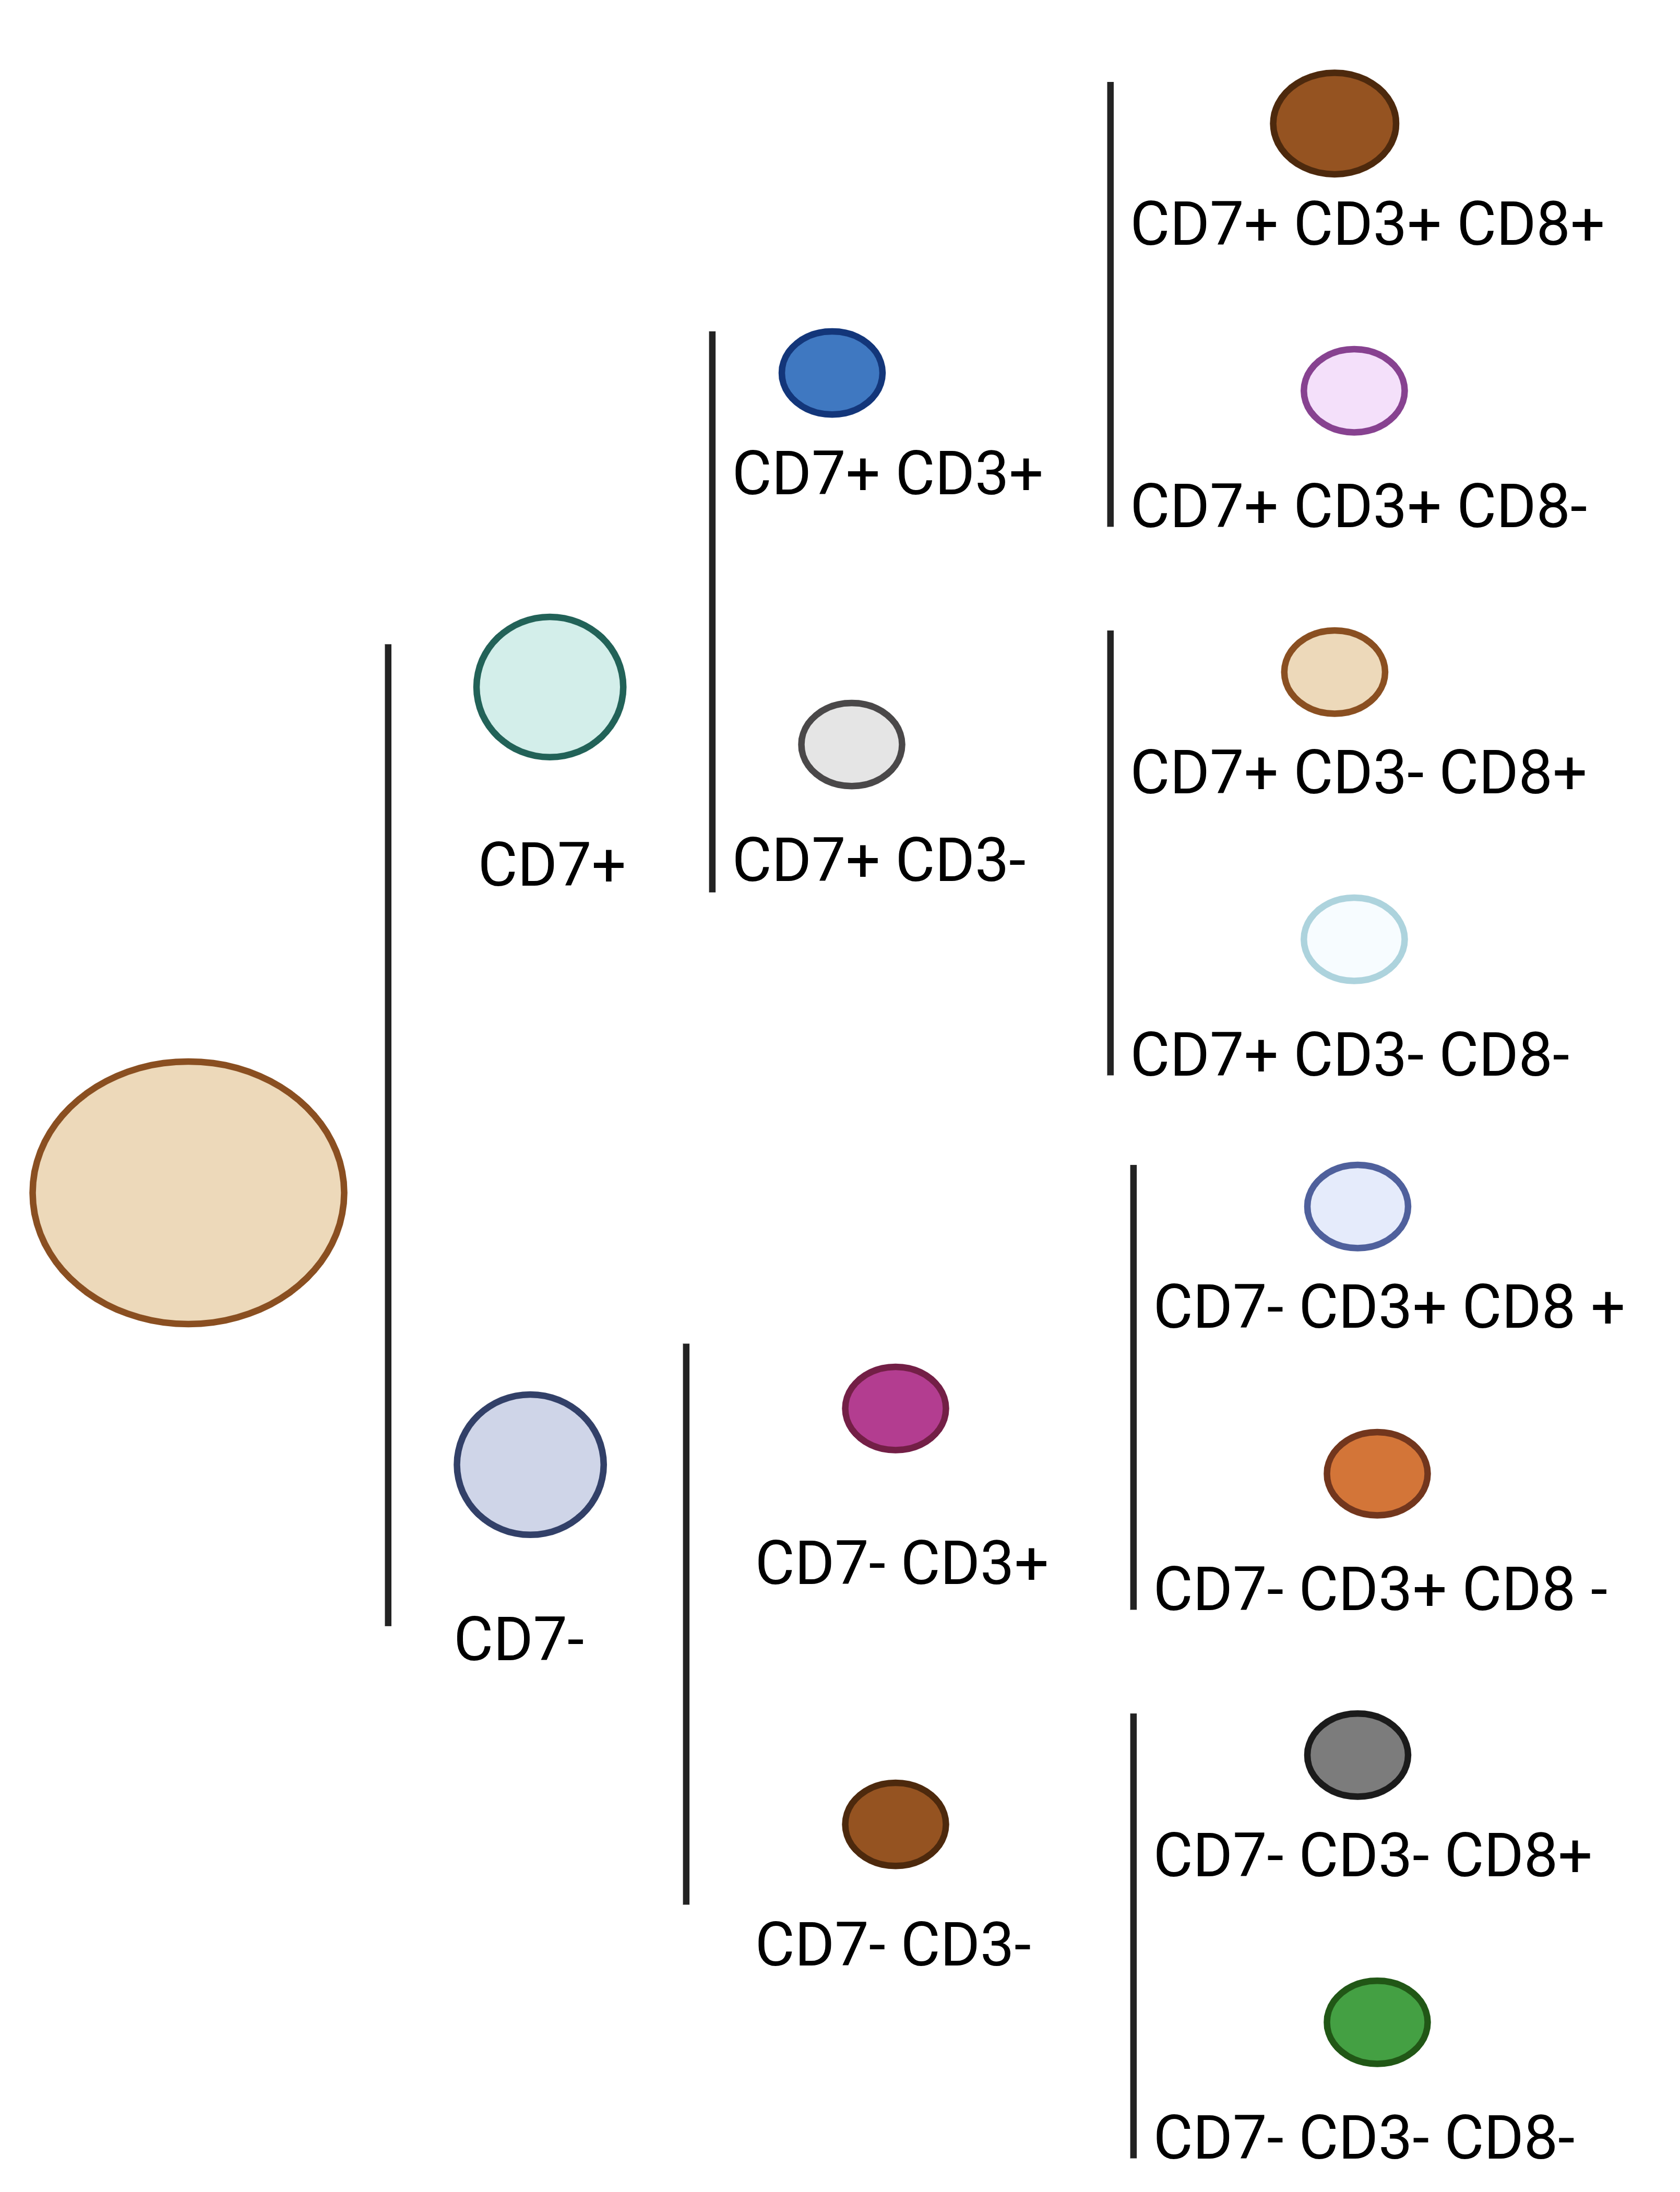 CD7+ CD3+ CD8+
CD7+ CD3+
CD7+ CD3+ CD8-
CD7+ CD3- CD8+
CD7+
CD7+ CD3-
CD7+ CD3- CD8-
CD7- CD3+ CD8 +
CD7- CD3+
CD7- CD3+ CD8 -
CD7-
CD7- CD3- CD8+
CD7- CD3-
CD7- CD3- CD8-